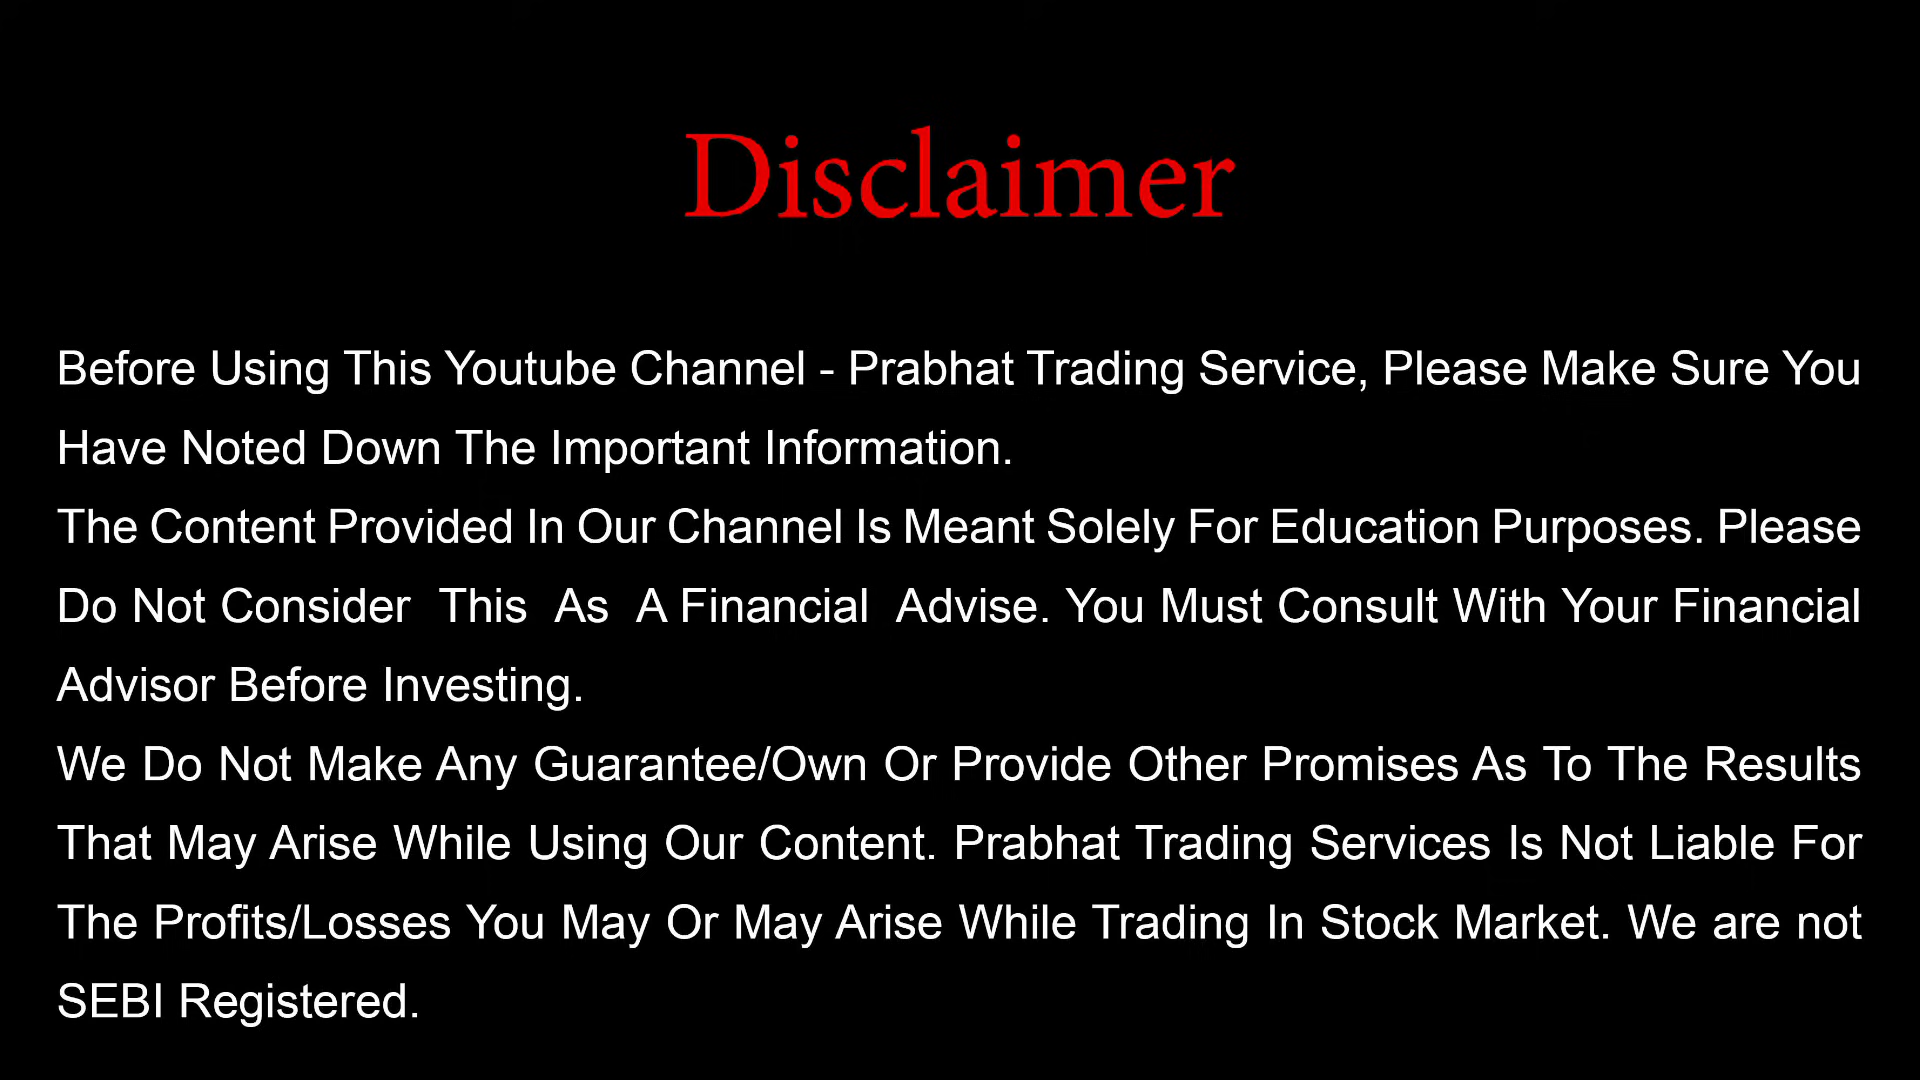 Disclaimer
Before Using This Youtube Channel - Prabhat Trading Service, Please Make Sure You
Have Noted Down The Important Information.
The Content Provided In Our Channel Is Meant Solely For Education Purposes. Please
Do Not Consider This As A Financial Advise. You Must Consult With Your Financial
Advisor Before Investing.
We Do Not Make Any Guarantee/Own Or Provide Other Promises As To The Results
That May Arise While Using Our Content. Prabhat Trading Services Is Not Liable For
The Profits/Losses You May Or May Arise While Trading In Stock Market. We are not
SEBI Registered.